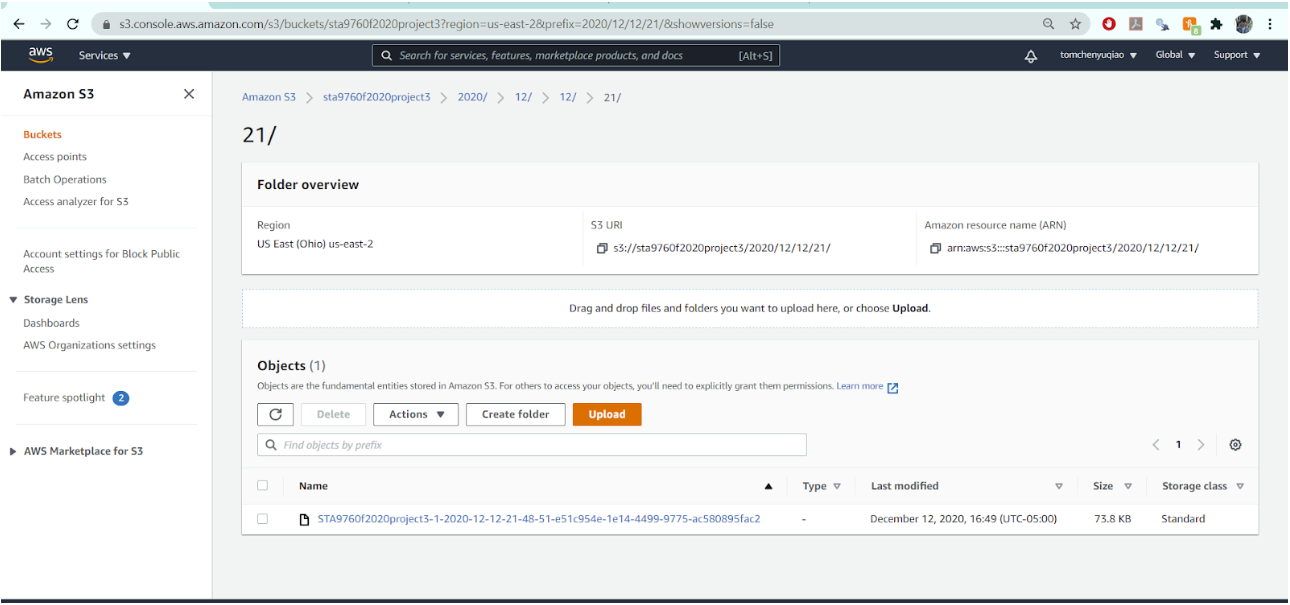 s3.console.aws.amazon.com/s3/buckets/sta9760f2020project3?region=us-east-2&prefix=2020/12/12/21/&showversions=false
8
aws Services ▼ Search for services, features, marketplace products, and docs [Alt+S] tomchenyuqiao ▼ Global ▼ Support ▼
Amazon S3
Buckets
Access points
Batch Operations
Access analyzer for S3
Account settings for Block Public
Access
Storage Lens
Dashboards
AWS Organizations settings
Feature spotlight 2
AWS Marketplace for S3
Amazon S3 > sta9760f2020project3 > 2020/ > 12/ > 12/ > 21/
21/
Folder overview
Region
US East (Ohio) us-east-2
S3 URI
s3://sta9760f2020project3/2020/12/12/21/
Amazon resource name (ARN)
arn:aws:s3:::sta9760f2020project3/2020/12/12/21/
Drag and drop files and folders you want to upload here, or choose Upload.
Objects (1)
Objects are the fundamental entities stored in Amazon S3. For others to access your objects, you'll need to explicitly grant them permissions. Learn more
Delete Actions ▼ Create folder Upload
Find objects by prefix
< 1 >
Name ▲ Type ▽ Last modified ▽ Size ▽ Storage class ▽
STA9760f2020project3-1-2020-12-12-21-48-51-e51c954e-1e14-4499-9775-ac580895fac2 - December 12, 2020, 16:49 (UTC-05:00) 73.8 KB Standard